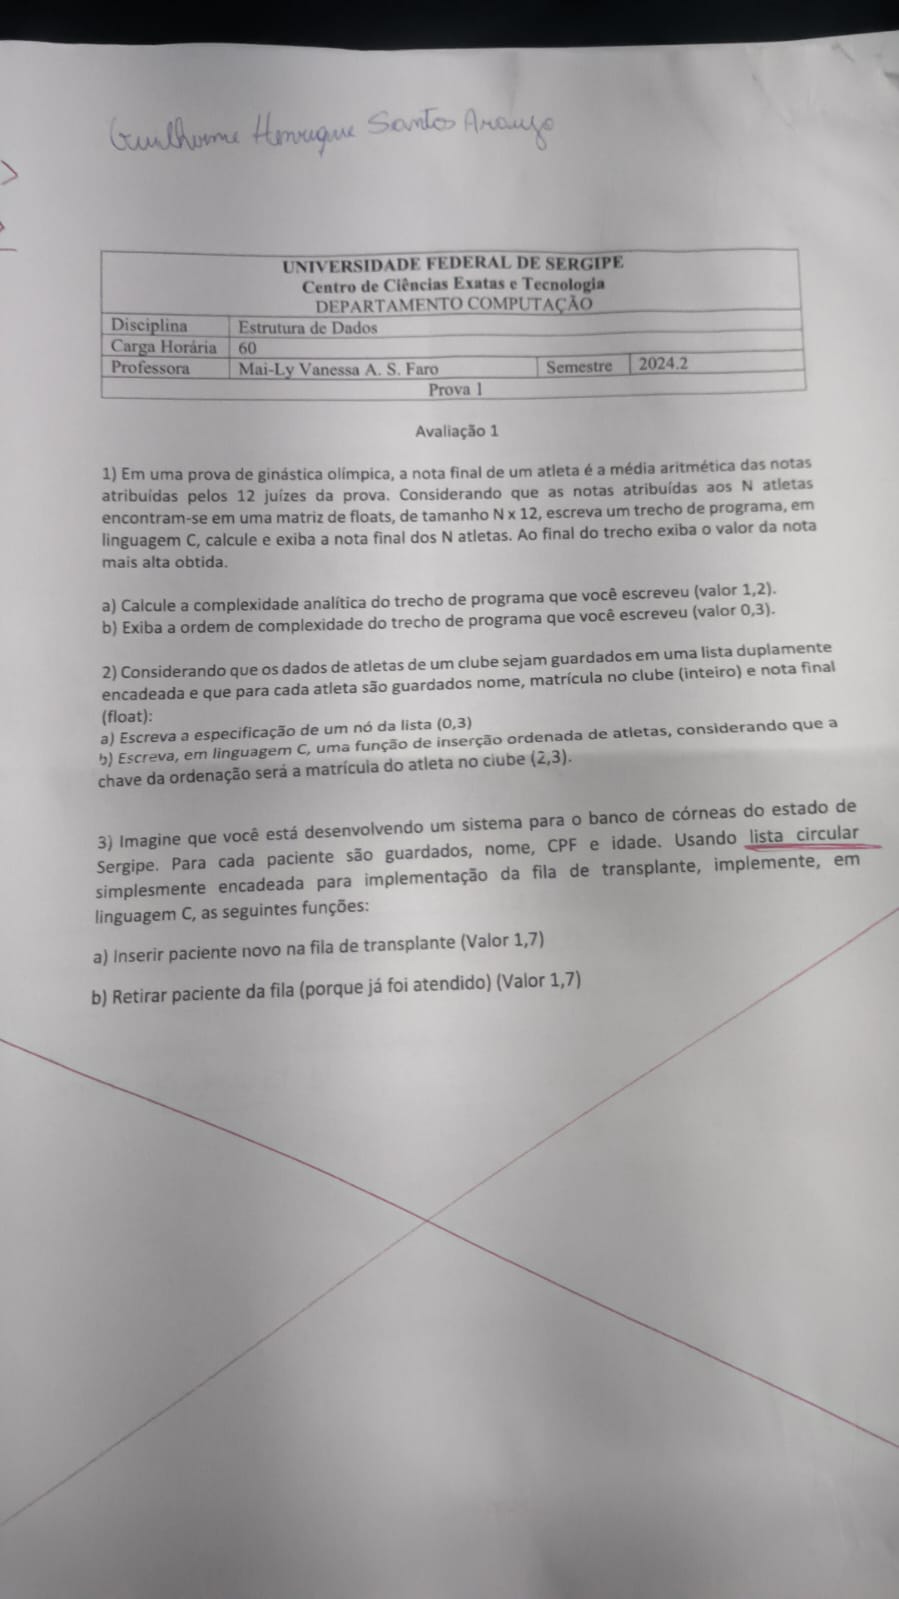 Guilherme Henrique Santos Araujo
UNIVERSIDADE FEDERAL DE SERGIPE
Centro de Ciências Exatas e Tecnologia
DEPARTAMENTO COMPUTAÇÃO
Disciplina Estrutura de Dados
Carga Horária 60
Professora Mai-Ly Vanessa A. S. Faro Semestre 2024.2
Prova 1
Avaliação 1
1) Em uma prova de ginástica olímpica, a nota final de um atleta é a média aritmética das notas
atribuídas pelos 12 juízes da prova. Considerando que as notas atribuídas aos N atletas
encontram-se em uma matriz de floats, de tamanho N x 12, escreva um trecho de programa, em
linguagem C, calcule e exiba a nota final dos N atletas. Ao final do trecho exiba o valor da nota
mais alta obtida.
a) Calcule a complexidade analítica do trecho de programa que você escreveu (valor 1,2).
b) Exiba a ordem de complexidade do trecho de programa que você escreveu (valor 0,3).
2) Considerando que os dados de atletas de um clube sejam guardados em uma lista duplamente
encadeada e que para cada atleta são guardados nome, matrícula no clube (inteiro) e nota final
(float):
a) Escreva a especificação de um nó da lista (0,3)
b) Escreva, em linguagem C, uma função de inserção ordenada de atletas, considerando que a
chave da ordenação será a matrícula do atleta no clube (2,3).
3) Imagine que você está desenvolvendo um sistema para o banco de córneas do estado de
Sergipe. Para cada paciente são guardados, nome, CPF e idade. Usando lista circular
simplesmente encadeada para implementação da fila de transplante, implemente, em
linguagem C, as seguintes funções:
a) Inserir paciente novo na fila de transplante (Valor 1,7)
b) Retirar paciente da fila (porque já foi atendido) (Valor 1,7)